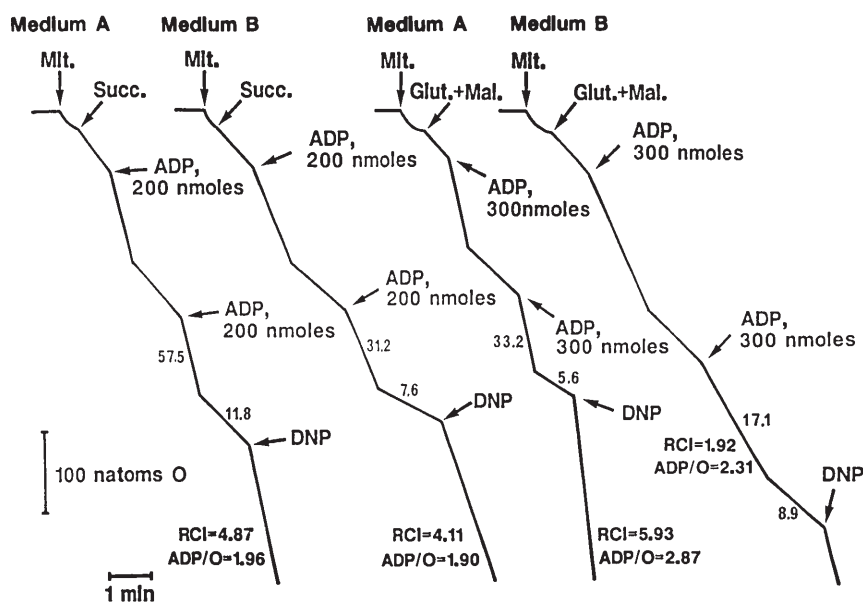 Medium A
Medium B
Medium A
Medium B
Mit.
Mit.
Mit.
Mit.
Succ.
Succ.
Glut.+Mal.
Glut.+Mal.
ADP,
200 nmoles
ADP,
200 nmoles
ADP,
300nmoles
ADP,
300 nmoles
ADP,
200 nmoles
ADP,
200 nmoles
ADP,
300 nmoles
ADP,
300 nmoles
57.5
31.2
33.2
17.1
11.8
7.6
5.6
8.9
DNP
DNP
DNP
DNP
100 natoms O
RCI=4.87
ADP/O=1.96
RCI=4.11
ADP/O=1.90
RCI=5.93
ADP/O=2.87
RCI=1.92
ADP/O=2.31
1 min